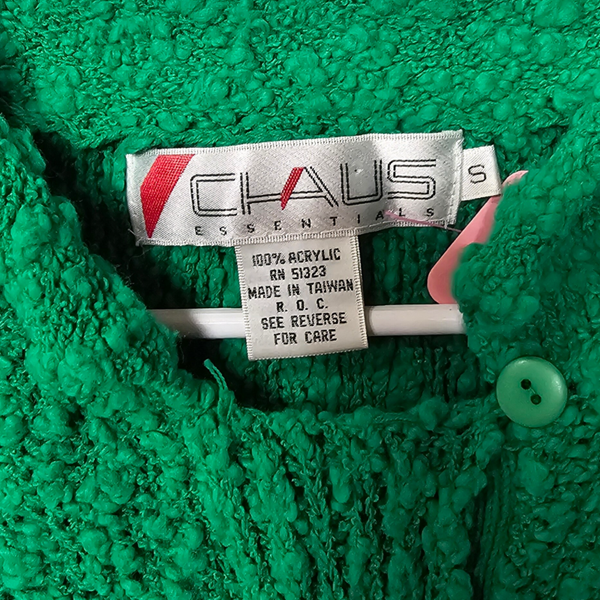 CHAUS
ESSENTIALS
S
100% ACRYLIC
RN 51323
MADE IN TAIWAN
R. O. C.
SEE REVERSE
FOR CARE